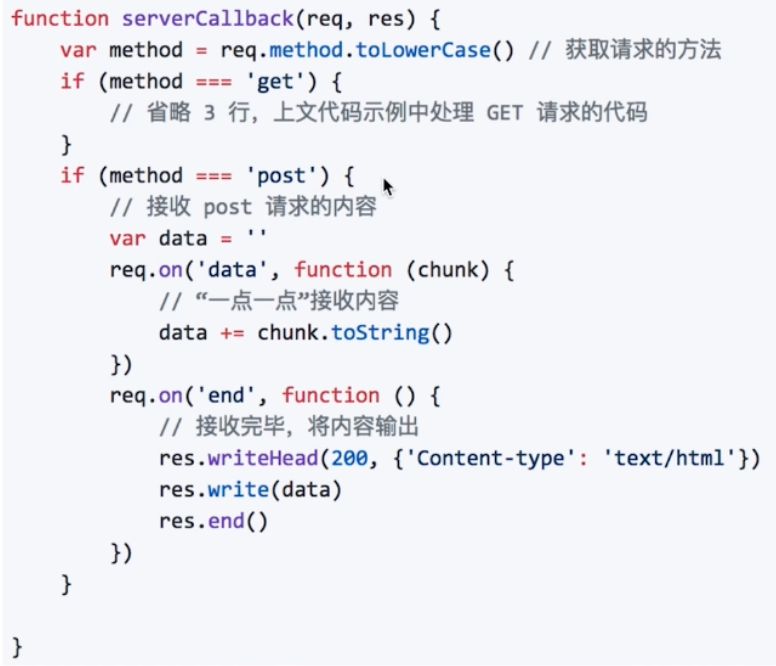 function serverCallback(req, res) {
    var method = req.method.toLowerCase() // 获取请求的方法
    if (method === 'get') {
        // 省略 3 行，上文代码示例中处理 GET 请求的代码
    }
    if (method === 'post') {
        // 接收 post 请求的内容
        var data = ''
        req.on('data', function (chunk) {
            // “一点一点”接收内容
            data += chunk.toString()
        })
        req.on('end', function () {
            // 接收完毕，将内容输出
            res.writeHead(200, {'Content-type': 'text/html'})
            res.write(data)
            res.end()
        })
    }
}